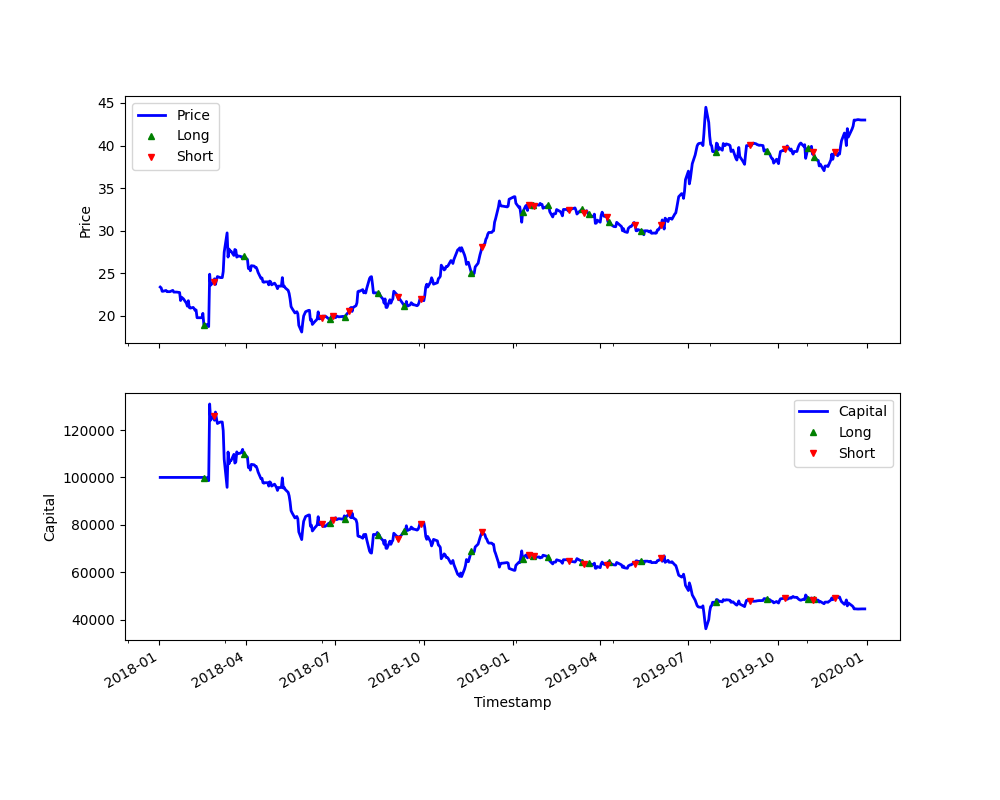 45
40
35
30
25
20
Price
Price
Long
Short
120000
100000
80000
60000
40000
Capital
Capital
Long
Short
2018-01
2018-04
2018-07
2018-10
2019-01
2019-04
2019-07
2019-10
2020-01
Timestamp